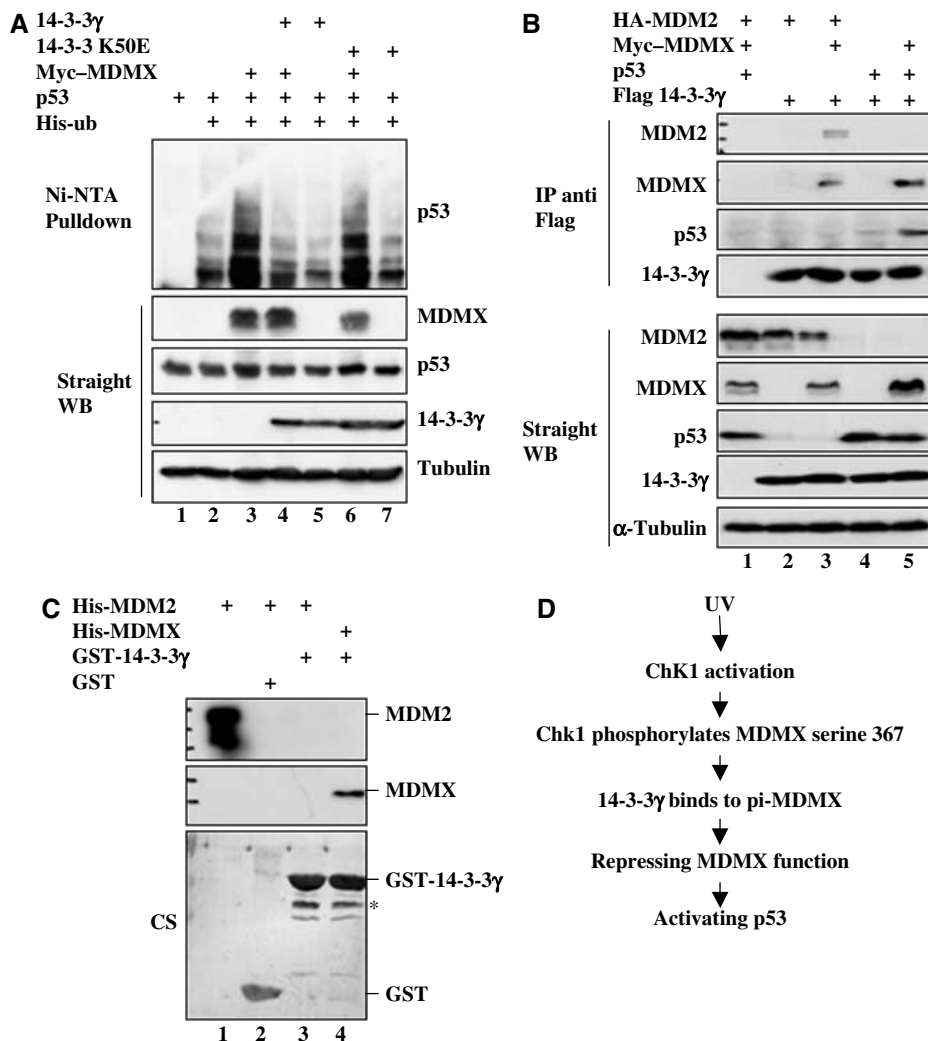 A
14-3-3γ + +
14-3-3 K50E + +
Myc–MDMX + + +
p53 + + + + + + +
His-ub + + + + + +
Ni-NTA
Pulldown
p53
MDMX
p53
Straight
WB
14-3-3γ
Tubulin
1 2 3 4 5 6 7
B
HA-MDM2 + + +
Myc–MDMX + + +
p53 + + +
Flag 14-3-3γ + + + +
MDM2
MDMX
IP anti
Flag
p53
14-3-3γ
MDM2
MDMX
Straight
WB
p53
14-3-3γ
α-Tubulin
1 2 3 4 5
C
His-MDM2 + + +
His-MDMX +
GST-14-3-3γ + +
GST +
MDM2
MDMX
GST-14-3-3γ
*
CS
GST
1 2 3 4
D
UV
ChK1 activation
Chk1 phosphorylates MDMX serine 367
14-3-3γ binds to pi-MDMX
Repressing MDMX function
Activating p53